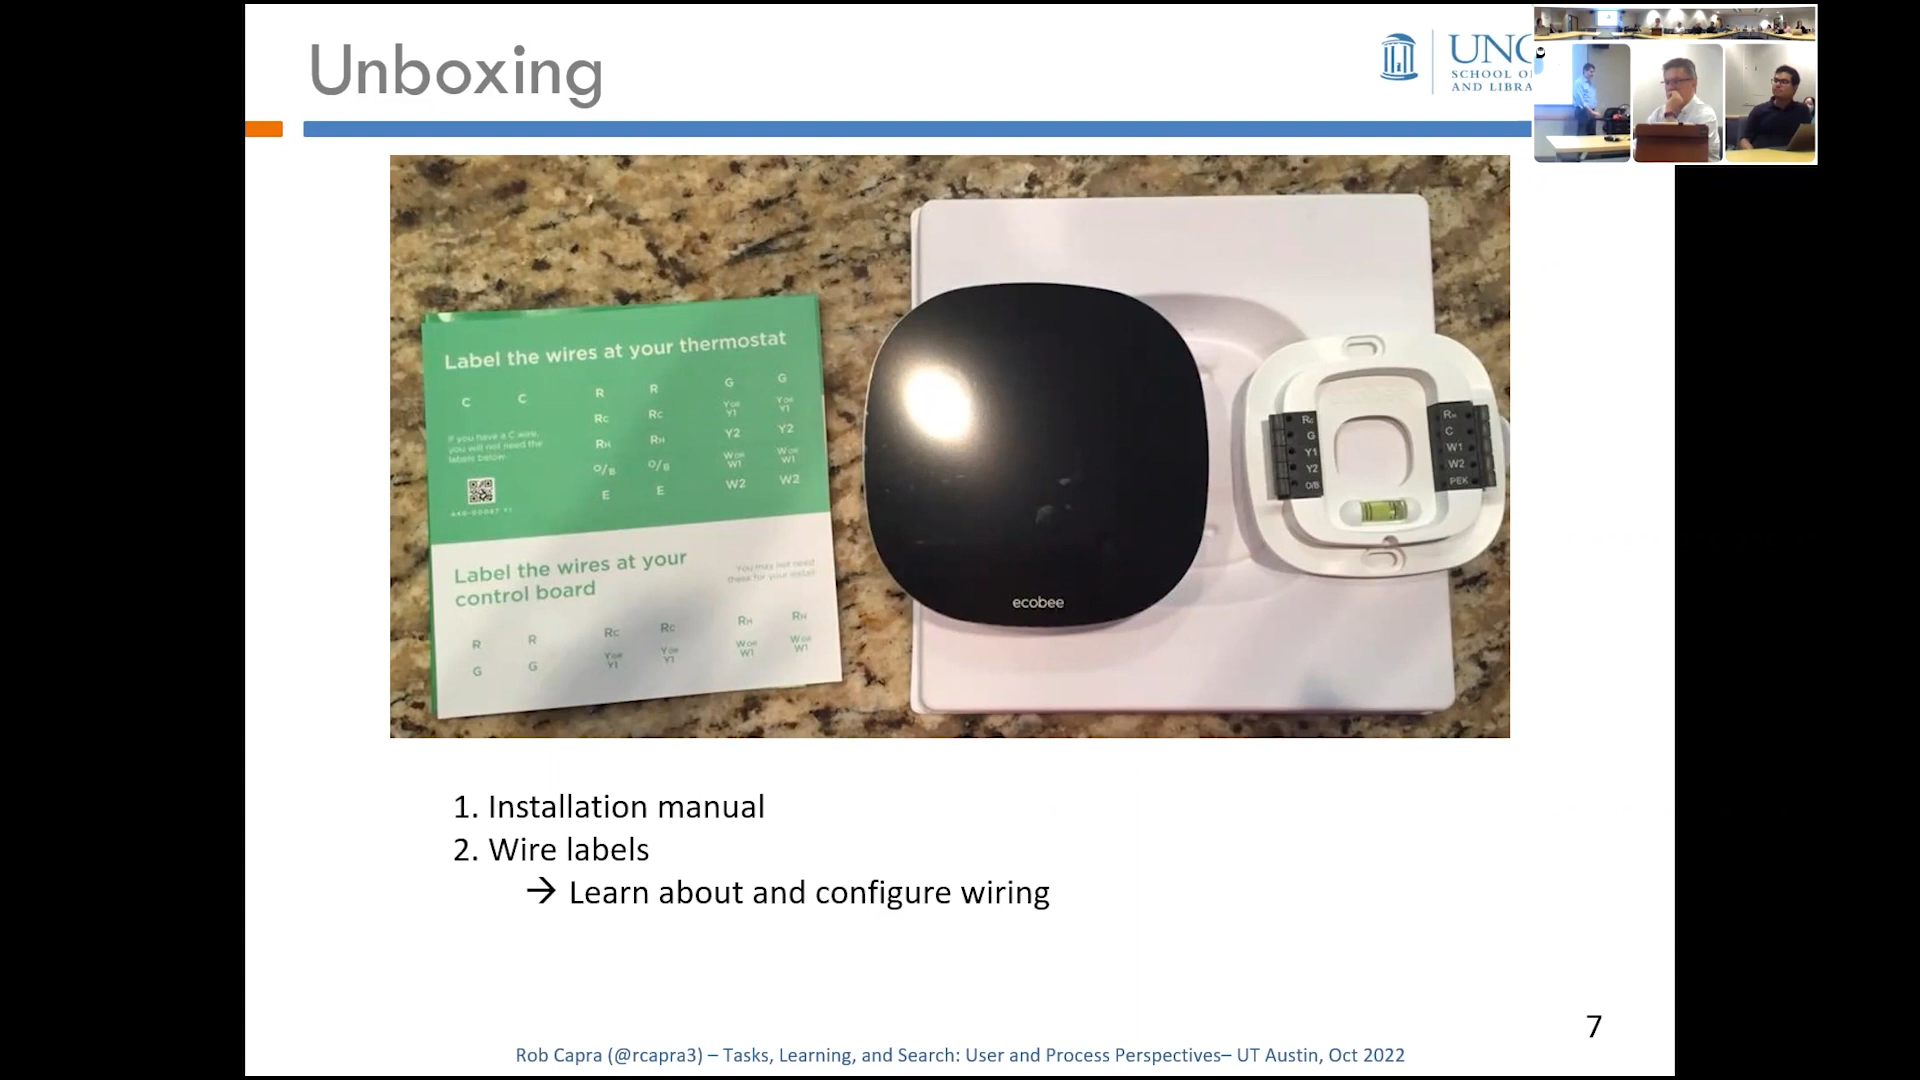 Unboxing
UNC
SCHOOL O
AND LIBRA
Label the wires at your thermostat
C C R R G G
Rc Rc Y OR Y1 Y OR Y1
If you have a C wire,
you will not need the
labels below.
RH RH Y2 Y2
O/B O/B W OR W1 W OR W1
E E W2 W2
Label the wires at your
control board
You may not need
these for your install
R R Rc Rc RH RH
G G Y OR Y1 Y OR Y1 W OR W1 W OR W1
ecobee
Rc
G
Y1
Y2
O/B
RH
C
W1
W2
PEK
1. Installation manual
2. Wire labels
→ Learn about and configure wiring
7
Rob Capra (@rcapra3) – Tasks, Learning, and Search: User and Process Perspectives– UT Austin, Oct 2022